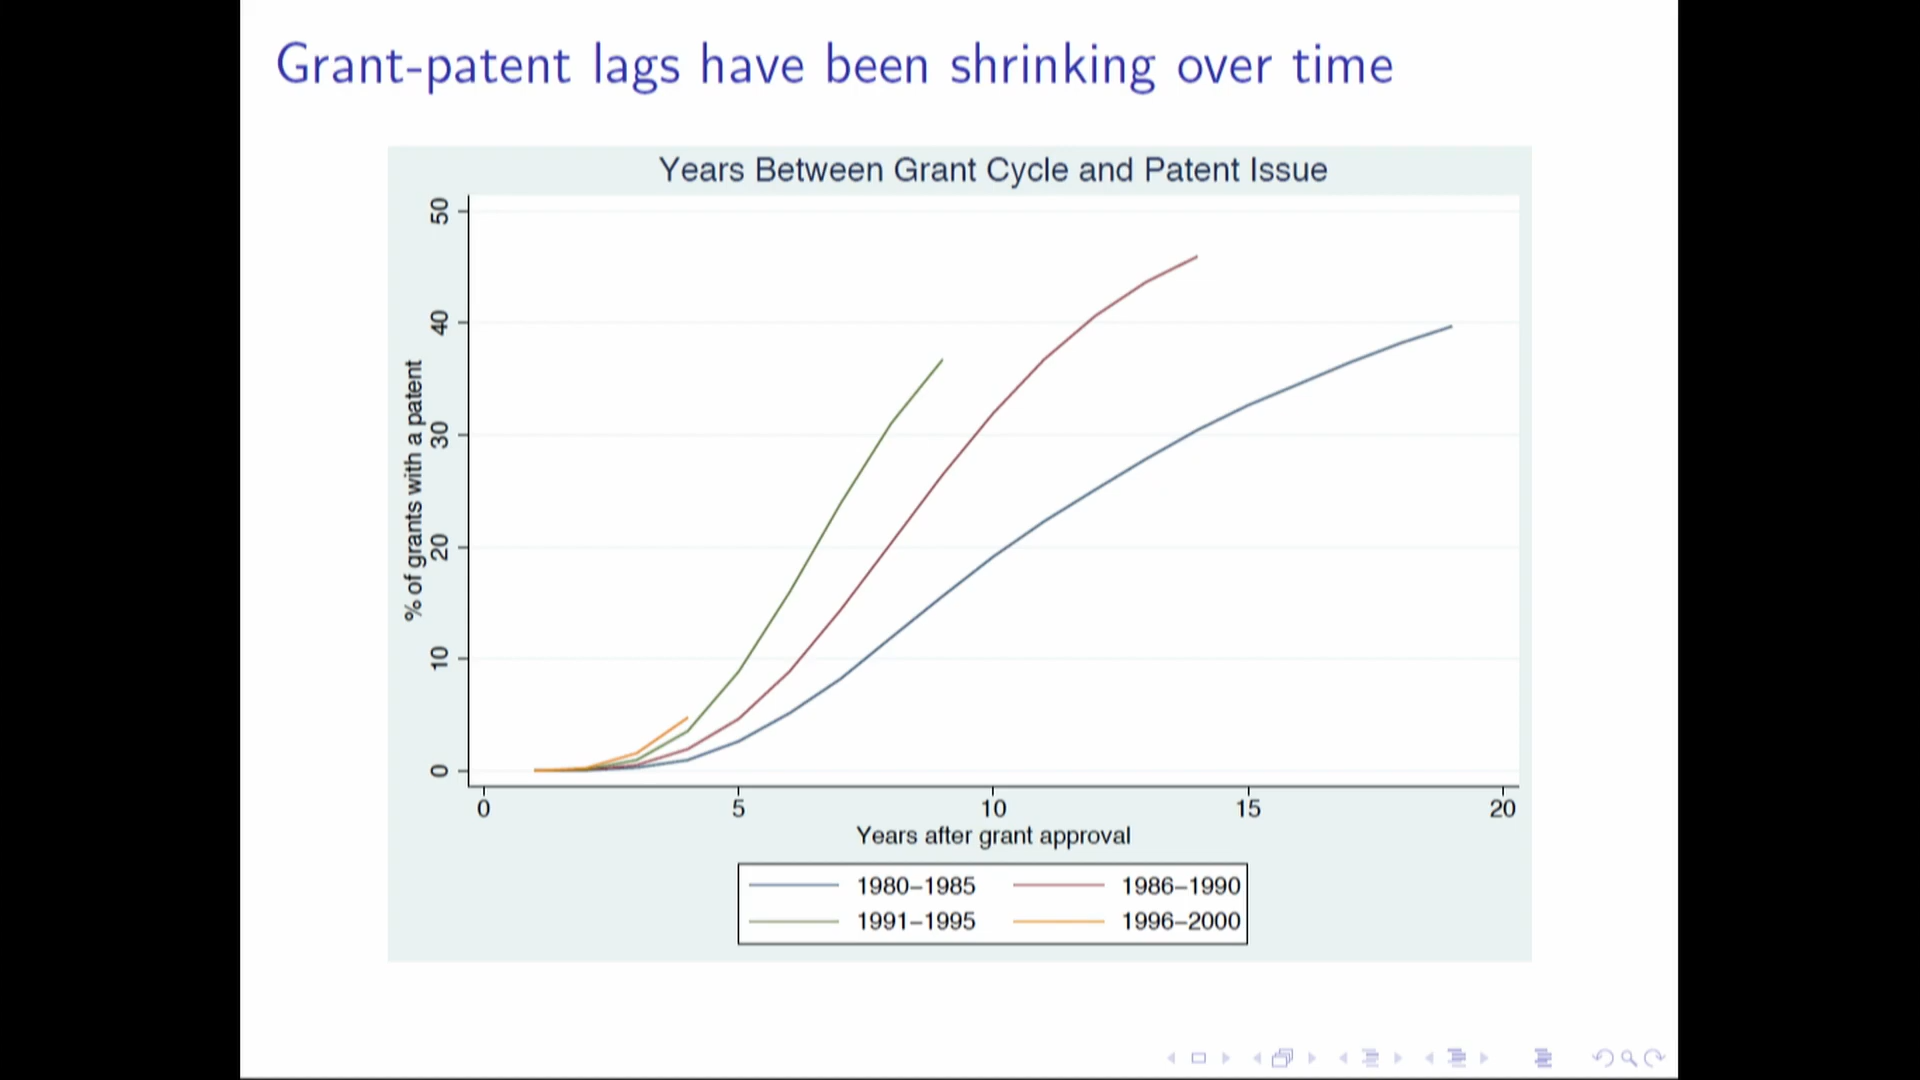 Grant-patent lags have been shrinking over time
Years Between Grant Cycle and Patent Issue
50
40
30
20
10
0
% of grants with a patent
0 5 10 15 20
Years after grant approval
1980–1985 1986–1990
1991–1995 1996–2000